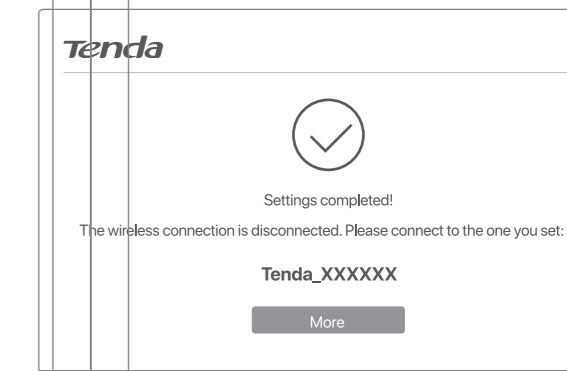 Tenda
Settings completed!
The wireless connection is disconnected. Please connect to the one you set:
Tenda_XXXXXX
More